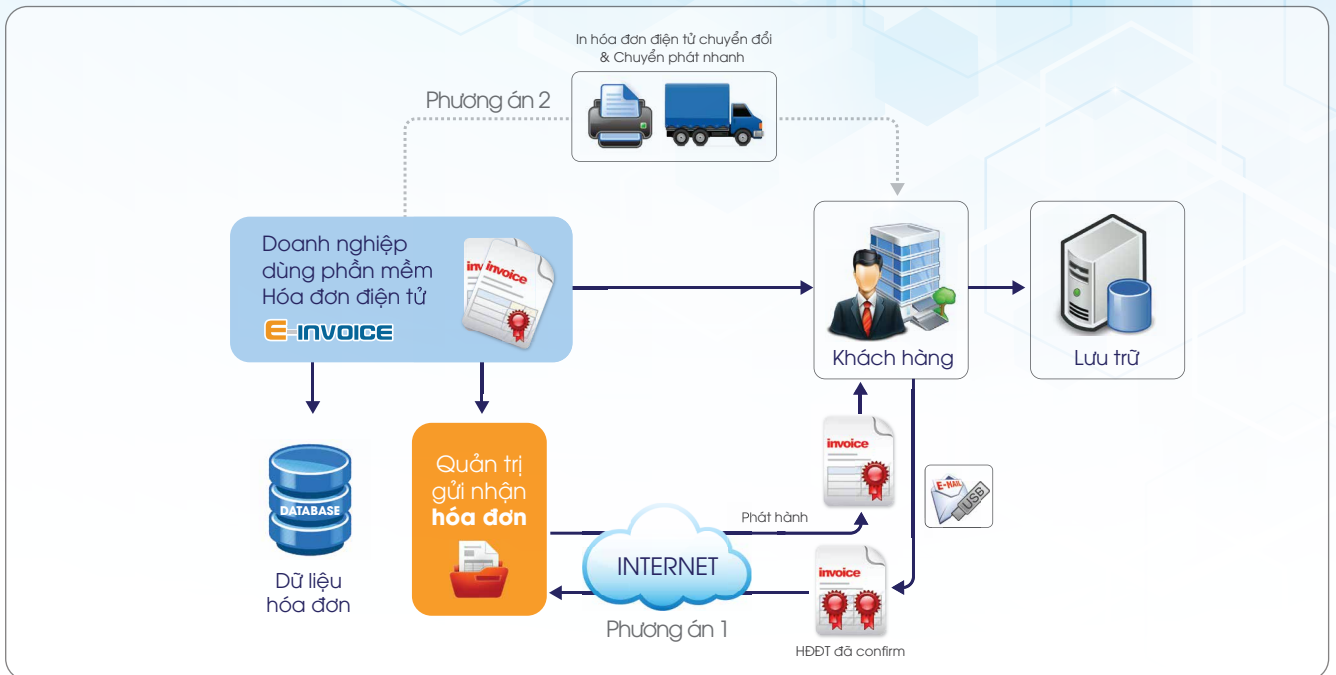 In hóa đơn điện tử chuyển đổi
& Chuyển phát nhanh
Phương án 2
Doanh nghiệp
dùng phần mềm
Hóa đơn điện tử
E-INVOICE
invoice
invoice
Khách hàng
Lưu trữ
DATABASE
Dữ liệu
hóa đơn
Quản trị
gửi nhận
hóa đơn
invoice
E-MAIL
USB
Phát hành
INTERNET
invoice
Phương án 1
HĐĐT đã confirm